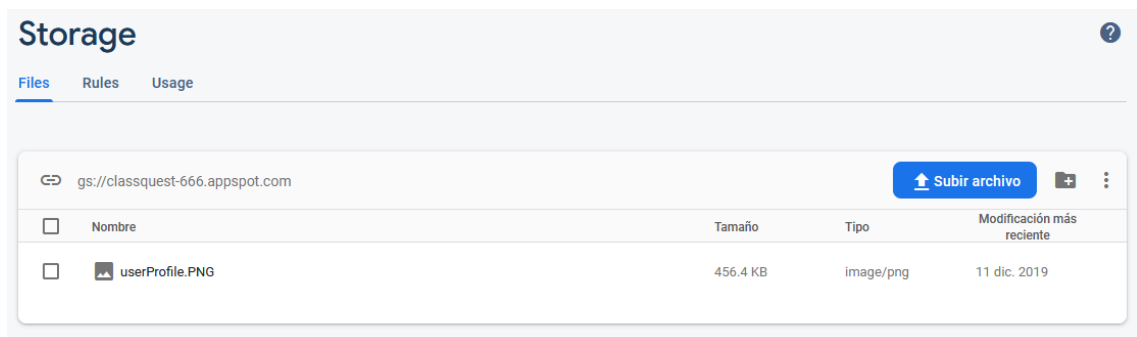 Storage
Files Rules Usage
gs://classquest-666.appspot.com Subir archivo
Nombre Tamaño Tipo Modificación más reciente
userProfile.PNG 456.4 KB image/png 11 dic. 2019